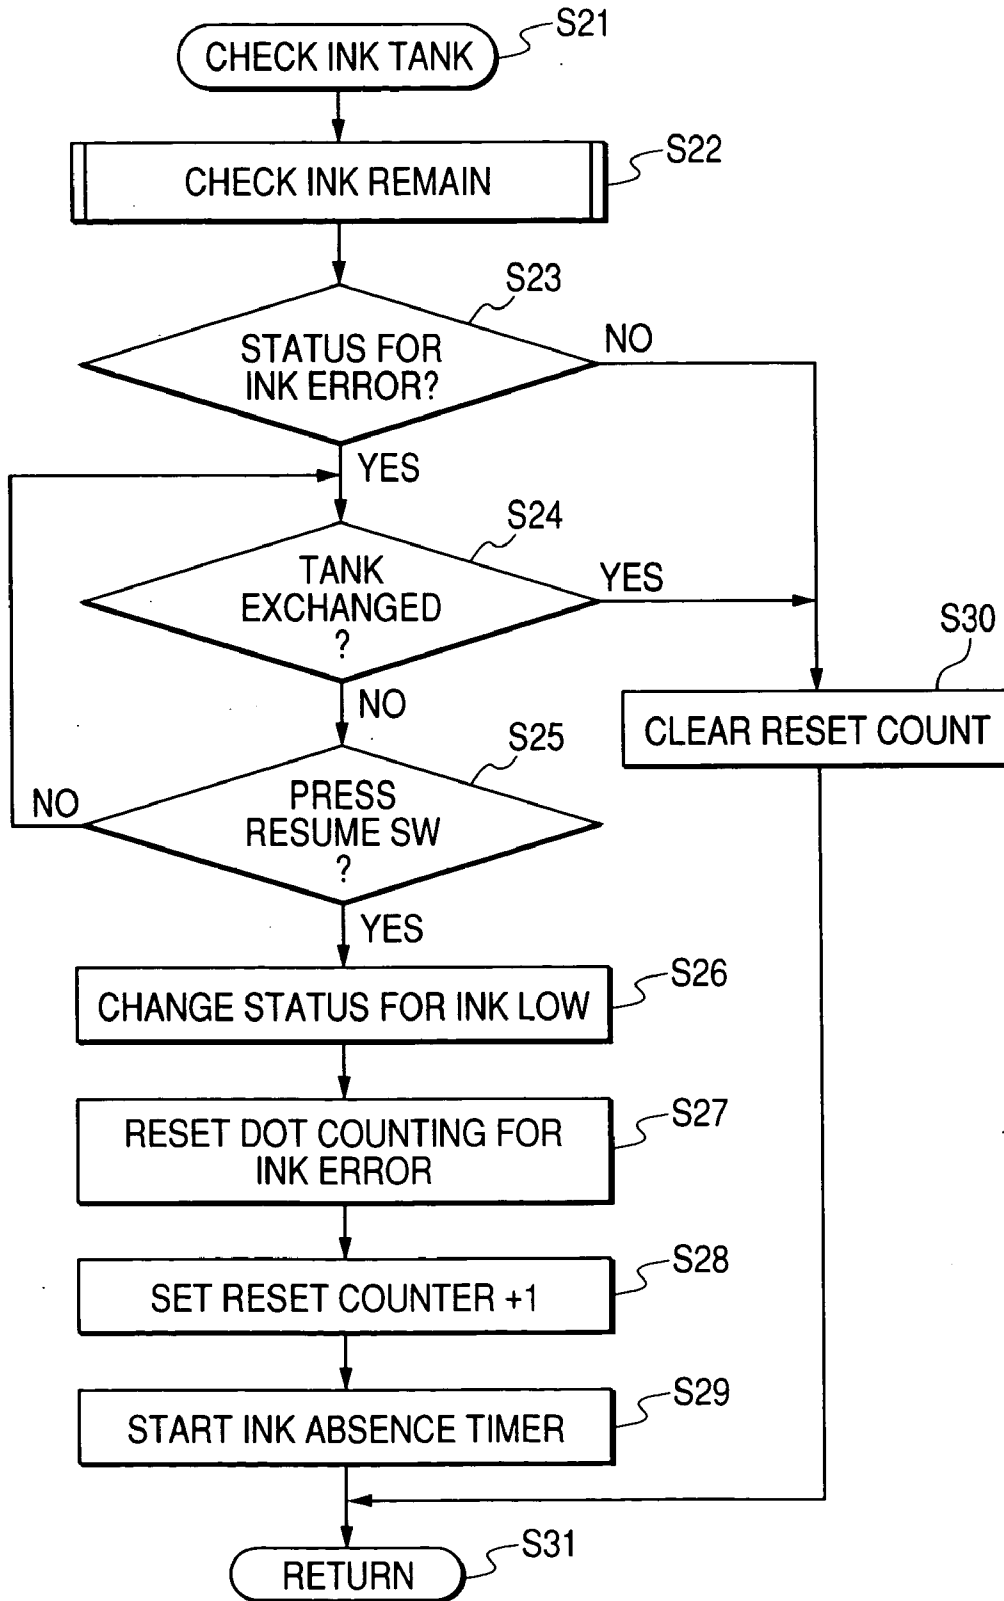 CHECK INK TANK
S21
CHECK INK REMAIN
S22
STATUS FOR
INK ERROR?
S23
NO
YES
TANK
EXCHANGED
?
S24
YES
NO
CLEAR RESET COUNT
S30
PRESS
RESUME SW
?
S25
NO
YES
CHANGE STATUS FOR INK LOW
S26
RESET DOT COUNTING FOR
INK ERROR
S27
SET RESET COUNTER +1
S28
START INK ABSENCE TIMER
S29
RETURN
S31